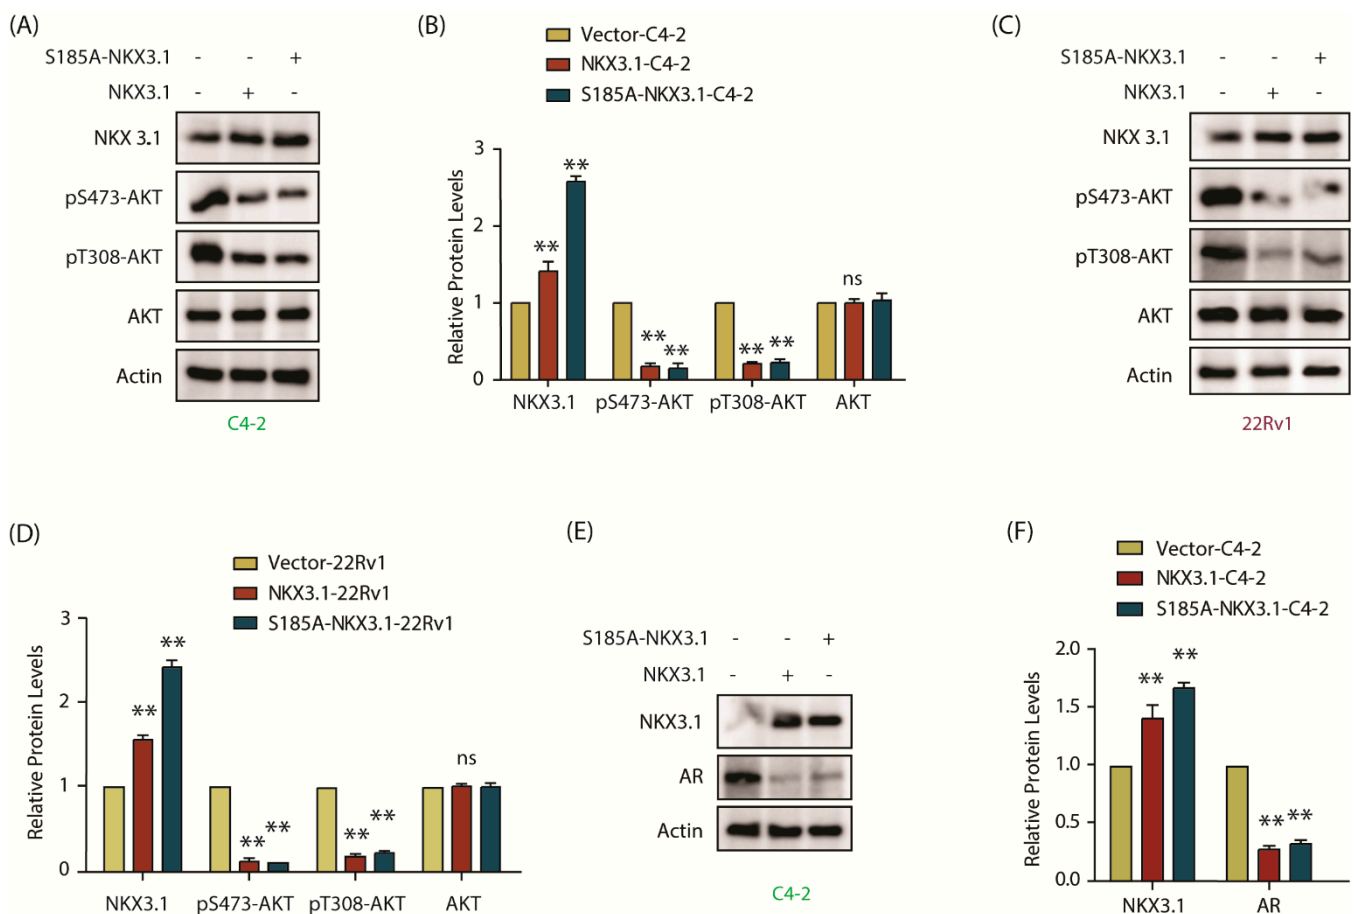 (A)
S185A-NKX3.1 - - +
NKX3.1 - + -
NKX 3.1
pS473-AKT
pT308-AKT
AKT
Actin
C4-2
(B)
Vector-C4-2
NKX3.1-C4-2
S185A-NKX3.1-C4-2
Relative Protein Levels
3
2
1
0
** **
** **
** **
ns
NKX3.1 pS473-AKT pT308-AKT AKT
(C)
S185A-NKX3.1 - - +
NKX3.1 - + -
NKX 3.1
pS473-AKT
pT308-AKT
AKT
Actin
22Rv1
(D)
Vector-22Rv1
NKX3.1-22Rv1
S185A-NKX3.1-22Rv1
Relative Protein Levels
3
2
1
0
** **
** **
** **
ns
NKX3.1 pS473-AKT pT308-AKT AKT
(E)
S185A-NKX3.1 - - +
NKX3.1 - + -
NKX3.1
AR
Actin
C4-2
(F)
Vector-C4-2
NKX3.1-C4-2
S185A-NKX3.1-C4-2
Relative Protein Levels
2.0
1.5
1.0
0.5
0.0
** **
** **
NKX3.1 AR